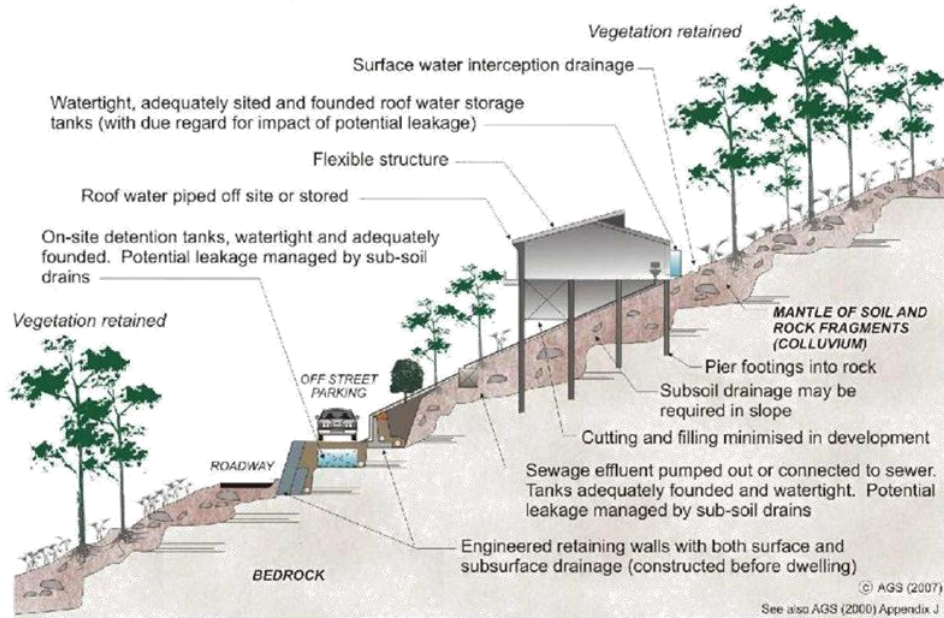 Vegetation retained
Surface water interception drainage
Watertight, adequately sited and founded roof water storage
tanks (with due regard for impact of potential leakage)
Flexible structure
Roof water piped off site or stored
On-site detention tanks, watertight and adequately
founded. Potential leakage managed by sub-soil
drains
Vegetation retained
MANTLE OF SOIL AND
ROCK FRAGMENTS
(COLLUVIUM)
Pier footings into rock
OFF STREET
PARKING
Subsoil drainage may be
required in slope
Cutting and filling minimised in development
ROADWAY
Sewage effluent pumped out or connected to sewer.
Tanks adequately founded and watertight. Potential
leakage managed by sub-soil drains
Engineered retaining walls with both surface and
subsurface drainage (constructed before dwelling)
BEDROCK
© AGS (2007)
See also AGS (2000) Appendix J